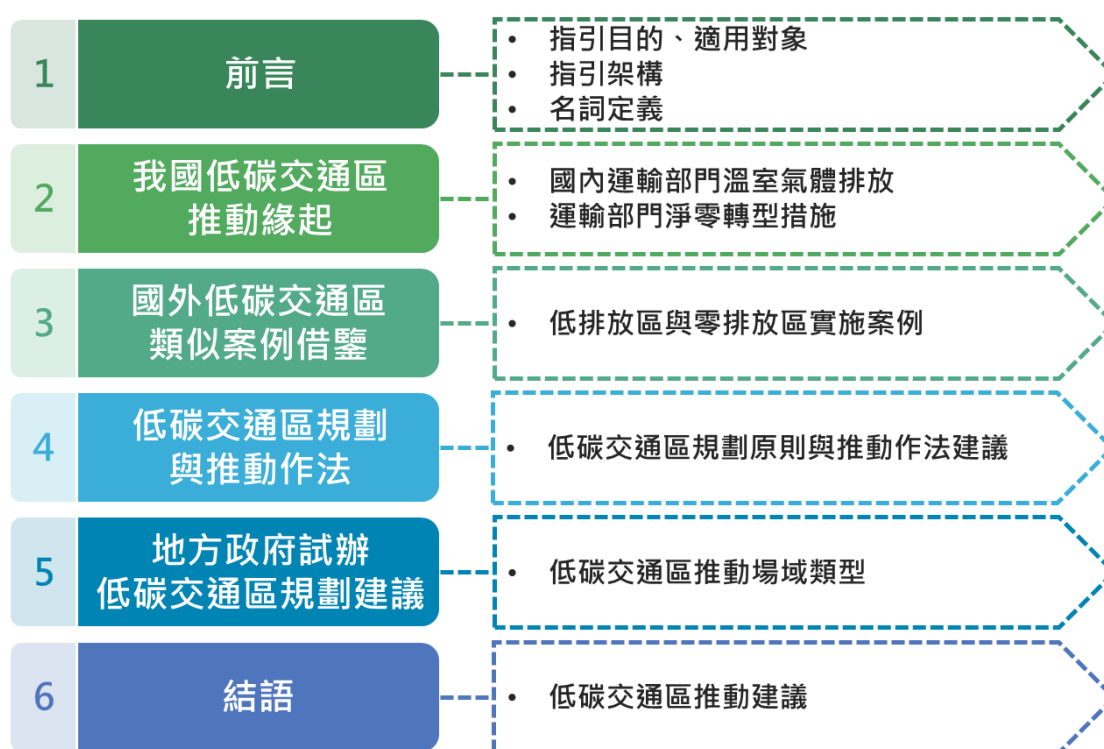 1
前言
• 指引目的、適用對象
• 指引架構
• 名詞定義
2
我國低碳交通區
推動緣起
• 國內運輸部門溫室氣體排放
• 運輸部門淨零轉型措施
3
國外低碳交通區
類似案例借鑒
• 低排放區與零排放區實施案例
4
低碳交通區規劃
與推動作法
• 低碳交通區規劃原則與推動作法建議
5
地方政府試辦
低碳交通區規劃建議
• 低碳交通區推動場域類型
6
結語
• 低碳交通區推動建議